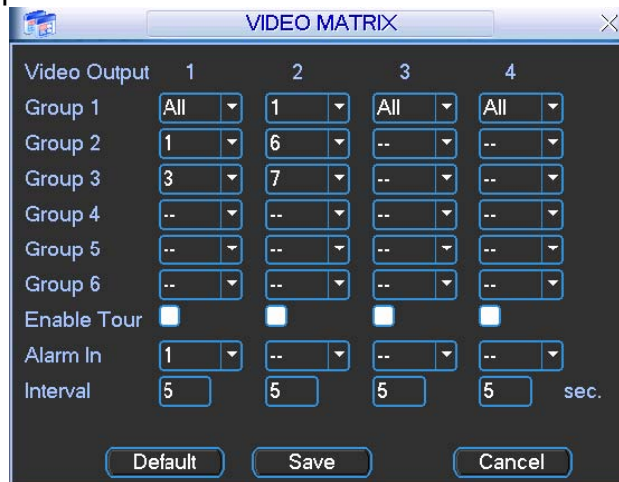 VIDEO MATRIX
Video Output 1 2 3 4
Group 1 All 1 All All
Group 2 1 6 -- --
Group 3 3 7 -- --
Group 4 -- -- -- --
Group 5 -- -- -- --
Group 6 -- -- -- --
Enable Tour
Alarm In 1 -- -- --
Interval 5 5 5 5 sec.
Default Save Cancel